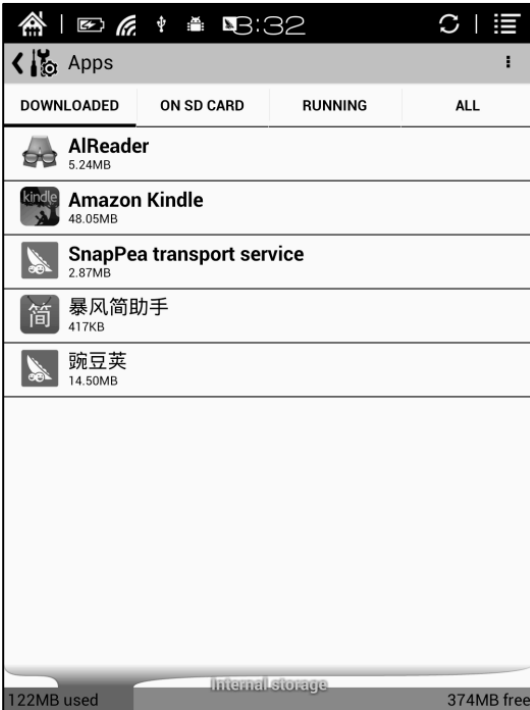 3:32
Apps
DOWNLOADED ON SD CARD RUNNING ALL
AlReader
5.24MB
kindle
Amazon Kindle
48.05MB
SnapPea transport service
2.87MB
简
暴风简助手
417KB
豌豆荚
14.50MB
Internal storage
122MB used 374MB free